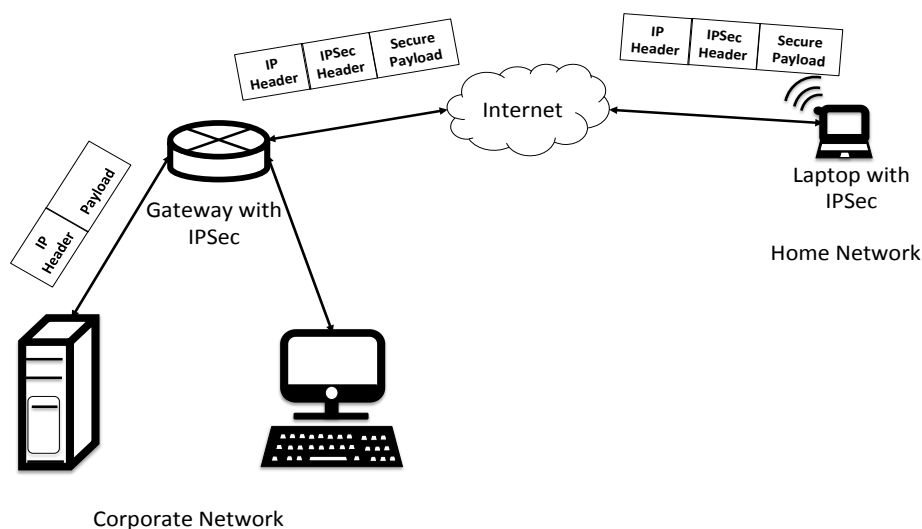 IP
Header
IPSec
Header
Secure
Payload
IP
Header
IPSec
Header
Secure
Payload
Internet
IP
Header
Payload
Gateway with
IPSec
Laptop with
IPSec
Home Network
Corporate Network